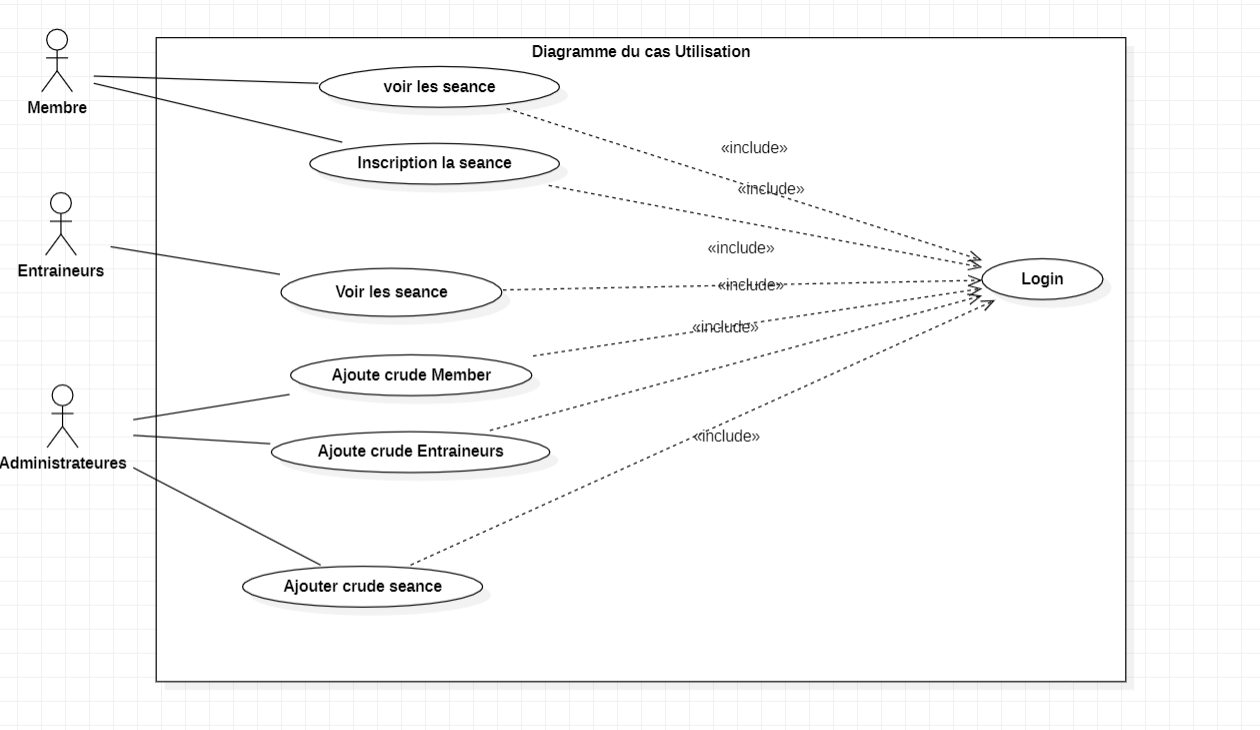 Diagramme du cas Utilisation
voir les seance
Membre
«include»
Inscription la seance
«include»
«include»
Entraineurs
Login
Voir les seance
«include»
«include»
Ajoute crude Member
«include»
Ajoute crude Entraineurs
Administrateures
Ajouter crude seance